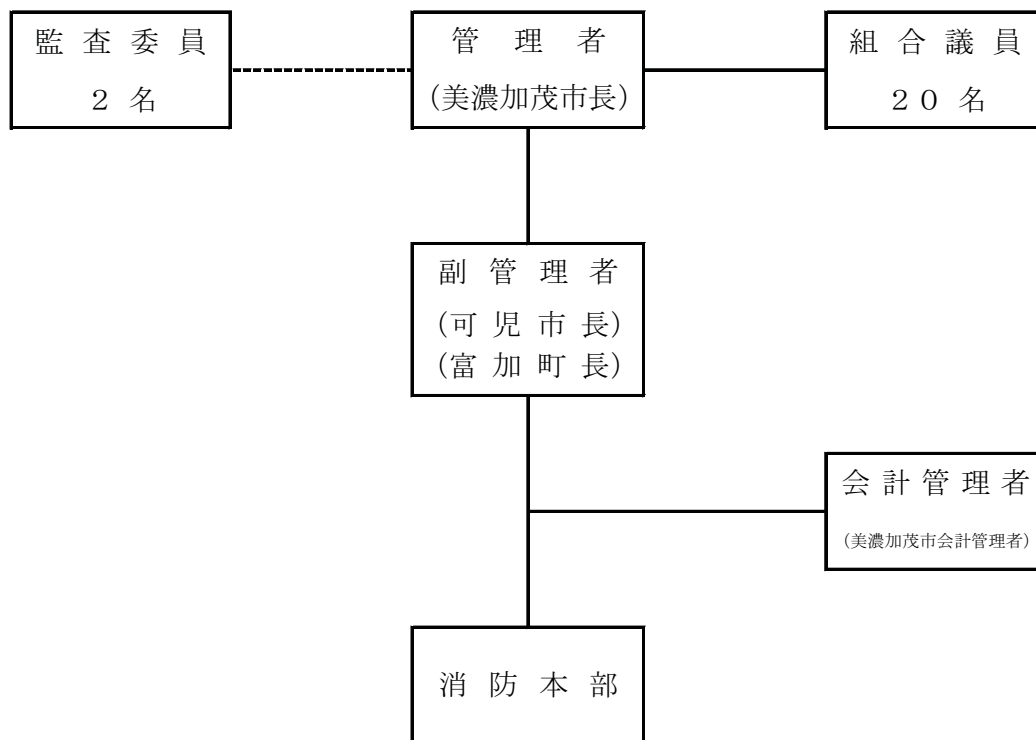 監査委員
2名
管理者
(美濃加茂市長)
組合議員
20名
副管理者
(可児市長)
(富加町長)
会計管理者
(美濃加茂市会計管理者)
消防本部